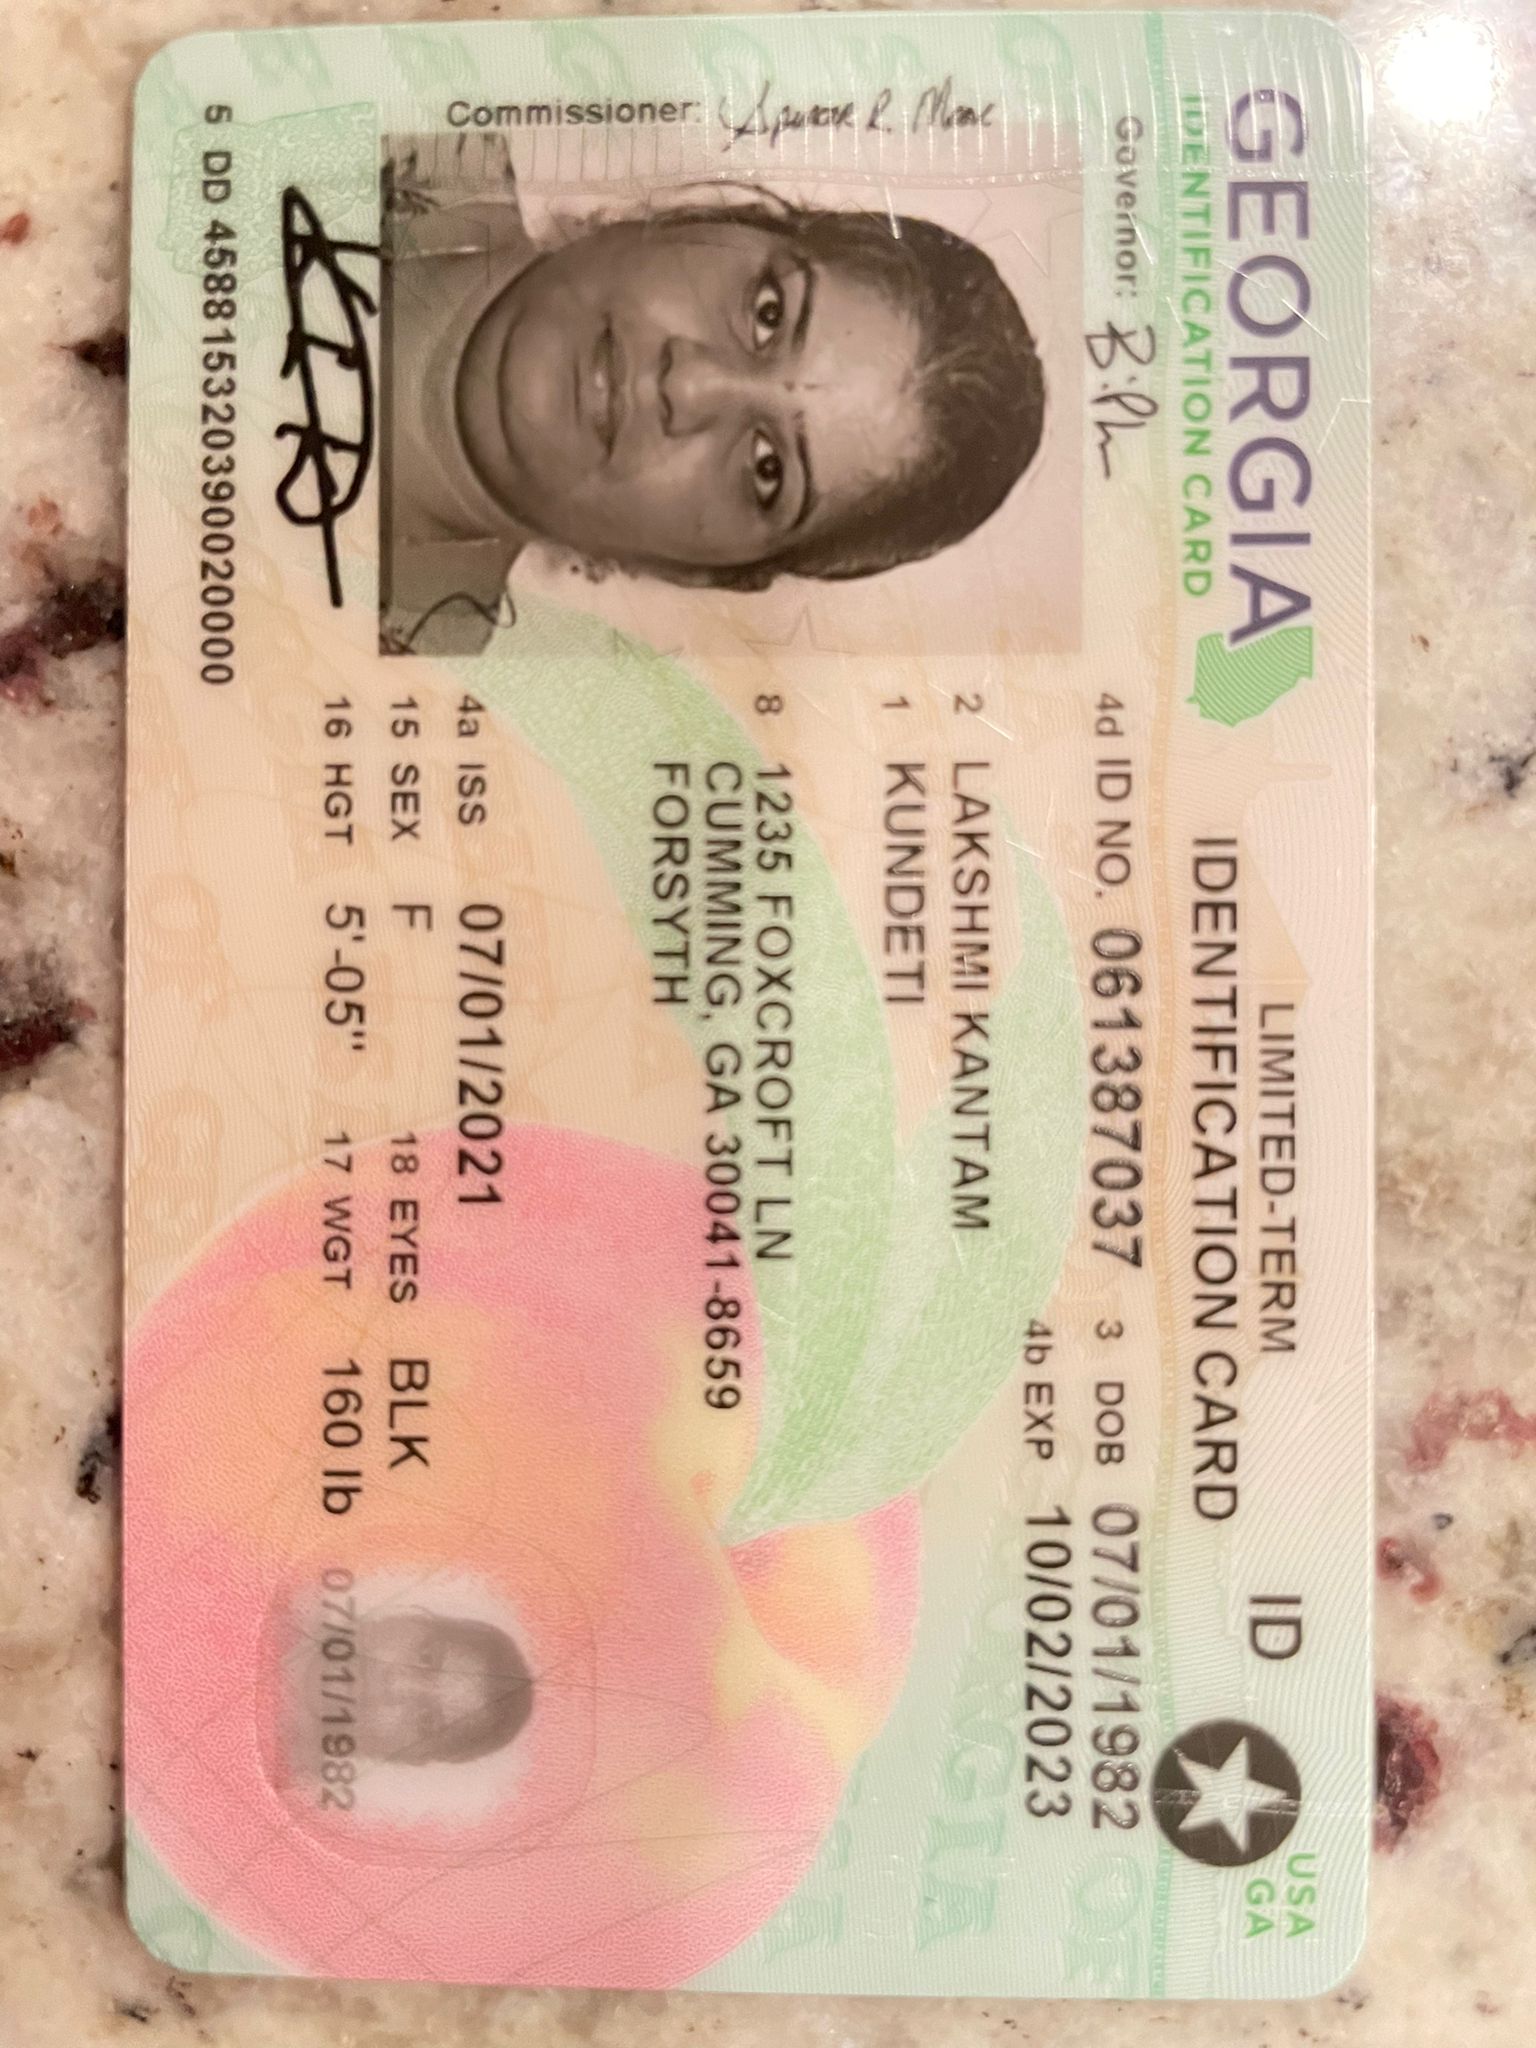 GEORGIA
IDENTIFICATION CARD
LIMITED-TERM
IDENTIFICATION CARD
ID
USA
GA
Governor:
4d ID NO. 061387037 3 DOB 07/01/1982
4b EXP 10/02/2023
2 LAKSHMI KANTAM
1 KUNDETI
8 1235 FOXCROFT LN
CUMMING, GA 30041-8659
FORSYTH
4a ISS 07/01/2021
15 SEX F 18 EYES BLK
16 HGT 5'-05" 17 WGT 160 lb
07/01/1982
Commissioner:
5 DD 458815320390020000